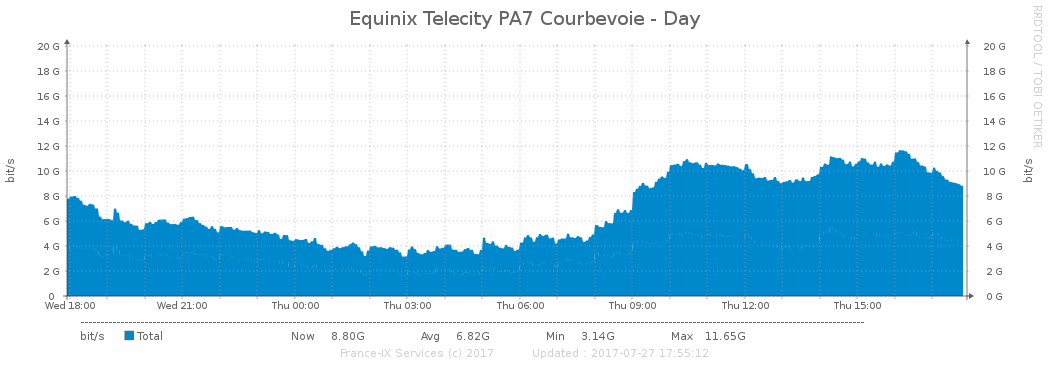 Equinix Telecity PA7 Courbevoie - Day
RRDTOOL / TOBI OETIKER
bit/s
bit/s
20 G 20 G
18 G 18 G
16 G 16 G
14 G 14 G
12 G 12 G
10 G 10 G
8 G 8 G
6 G 6 G
4 G 4 G
2 G 2 G
0 0 G
Wed 18:00 Wed 21:00 Thu 00:00 Thu 03:00 Thu 06:00 Thu 09:00 Thu 12:00 Thu 15:00
bit/s Total Now 8.80G Avg 6.82G Min 3.14G Max 11.65G
France-IX Services (c) 2017 Updated : 2017-07-27 17:55:12